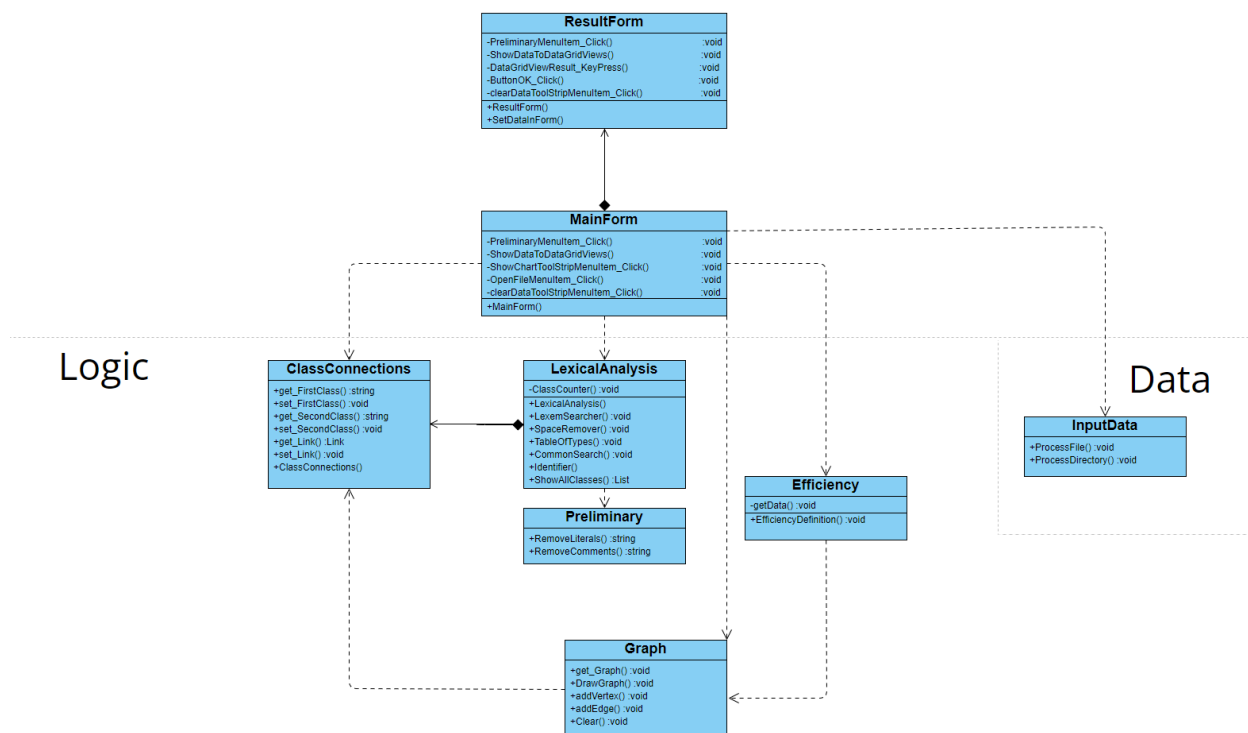 ResultForm
-PreliminaryMenuItem_Click() :void
-ShowDataToDataGridViews() :void
-DataGridViewResult_KeyPress() :void
-ButtonOK_Click() :void
-clearDataToolStripMenuItem_Click() :void
+ResultForm()
+SetDataInForm()
MainForm
-PreliminaryMenuItem_Click() :void
-ShowDataToDataGridViews() :void
-ShowChartToolStripMenuItem_Click() :void
-OpenFileMenuItem_Click() :void
-clearDataToolStripMenuItem_Click() :void
+MainForm()
Logic
ClassConnections
+get_FirstClass() :string
+set_FirstClass() :void
+get_SecondClass() :string
+set_SecondClass() :void
+get_Link() :Link
+set_Link() :void
+ClassConnections()
LexicalAnalysis
-ClassCounter() :void
+LexicalAnalysis()
+LexemSearcher() :void
+SpaceRemover() :void
+TableOfTypes() :void
+CommonSearch() :void
+Identifier()
+ShowAllClasses() :List
Data
InputData
+ProcessFile() :void
+ProcessDirectory() :void
Efficiency
-getData() :void
+EfficiencyDefinition() :void
Preliminary
+RemoveLiterals() :string
+RemoveComments() :string
Graph
+get_Graph() :void
+DrawGraph() :void
+addVertex() :void
+addEdge() :void
+Clear() :void